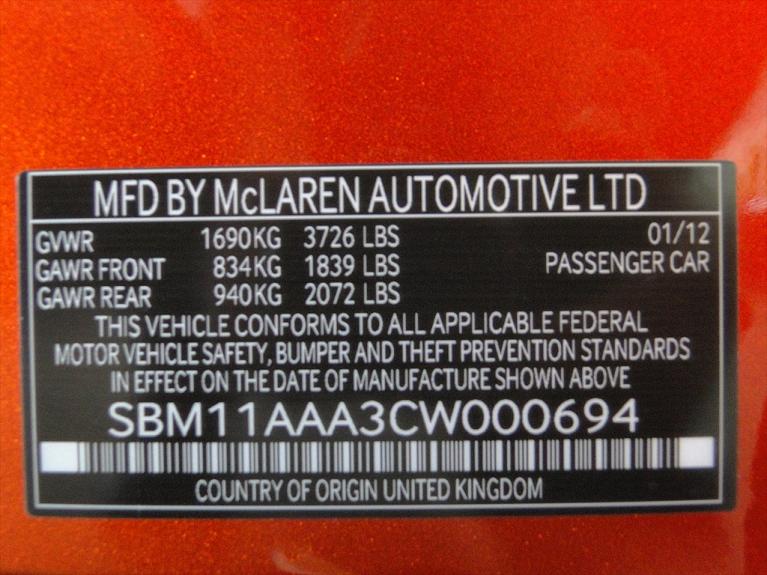 MFD BY McLAREN AUTOMOTIVE LTD
GVWR 1690KG 3726 LBS 01/12
GAWR FRONT 834KG 1839 LBS PASSENGER CAR
GAWR REAR 940KG 2072 LBS
THIS VEHICLE CONFORMS TO ALL APPLICABLE FEDERAL
MOTOR VEHICLE SAFETY, BUMPER AND THEFT PREVENTION STANDARDS
IN EFFECT ON THE DATE OF MANUFACTURE SHOWN ABOVE
SBM11AAA3CW000694
COUNTRY OF ORIGIN UNITED KINGDOM